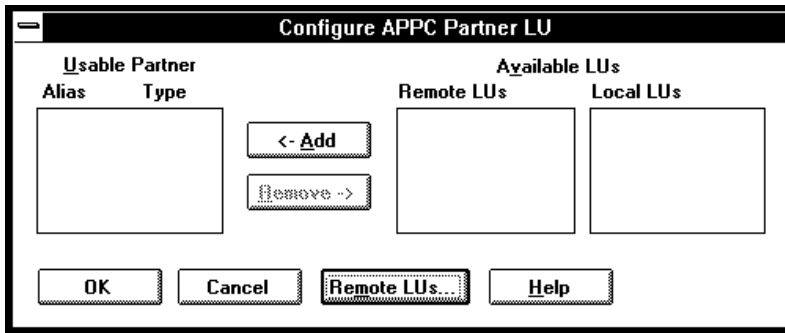 Configure APPC Partner LU
Usable Partner Available LUs
Alias Type Remote LUs Local LUs
<- Add
Remove ->
OK Cancel Remote LUs... Help